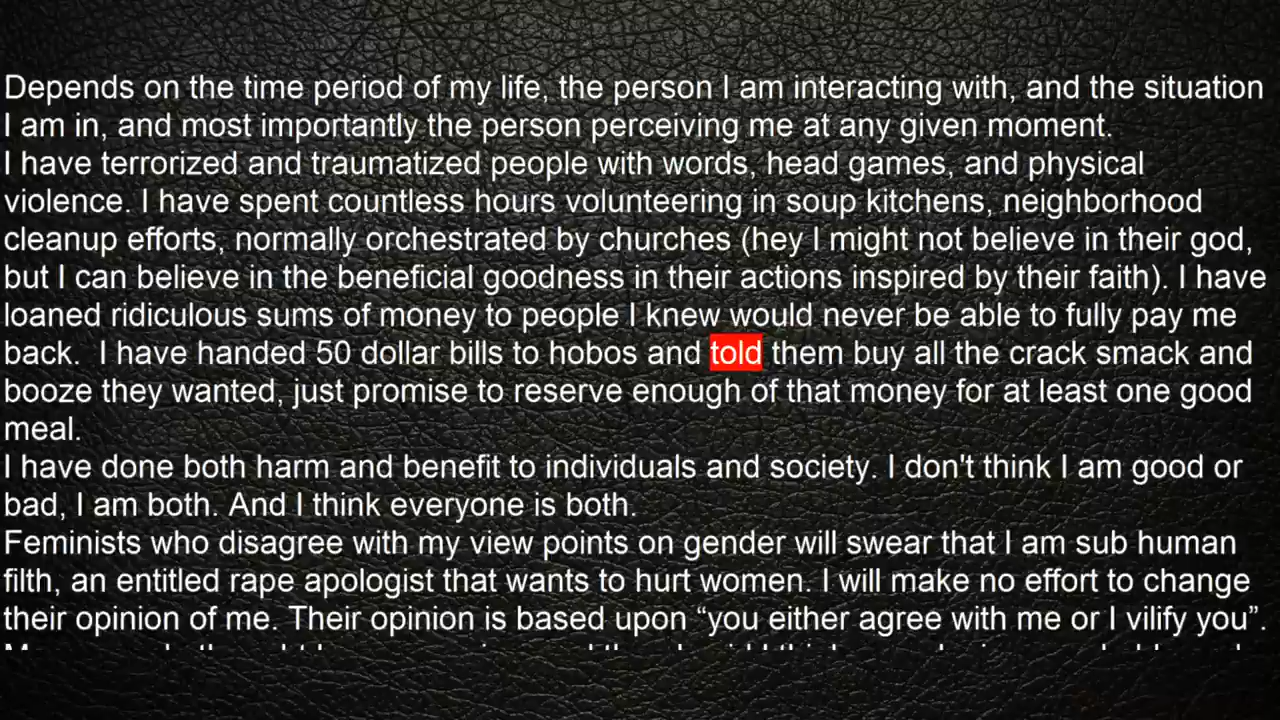 Depends on the time period of my life, the person I am interacting with, and the situation
I am in, and most importantly the person perceiving me at any given moment.
I have terrorized and traumatized people with words, head games, and physical
violence. I have spent countless hours volunteering in soup kitchens, neighborhood
cleanup efforts, normally orchestrated by churches (hey I might not believe in their god,
but I can believe in the beneficial goodness in their actions inspired by their faith). I have
loaned ridiculous sums of money to people I knew would never be able to fully pay me
back.  I have handed 50 dollar bills to hobos and told them buy all the crack smack and
booze they wanted, just promise to reserve enough of that money for at least one good
meal.
I have done both harm and benefit to individuals and society. I don't think I am good or
bad, I am both. And I think everyone is both.
Feminists who disagree with my view points on gender will swear that I am sub human
filth, an entitled rape apologist that wants to hurt women. I will make no effort to change
their opinion of me. Their opinion is based upon “you either agree with me or I vilify you”.